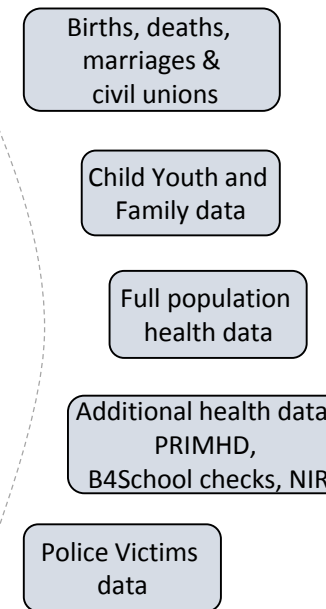 Births, deaths,
marriages &
civil unions
Child Youth and
Family data
Full population
health data
Additional health data
PRIMHD,
B4School checks, NIR
Police Victims
data